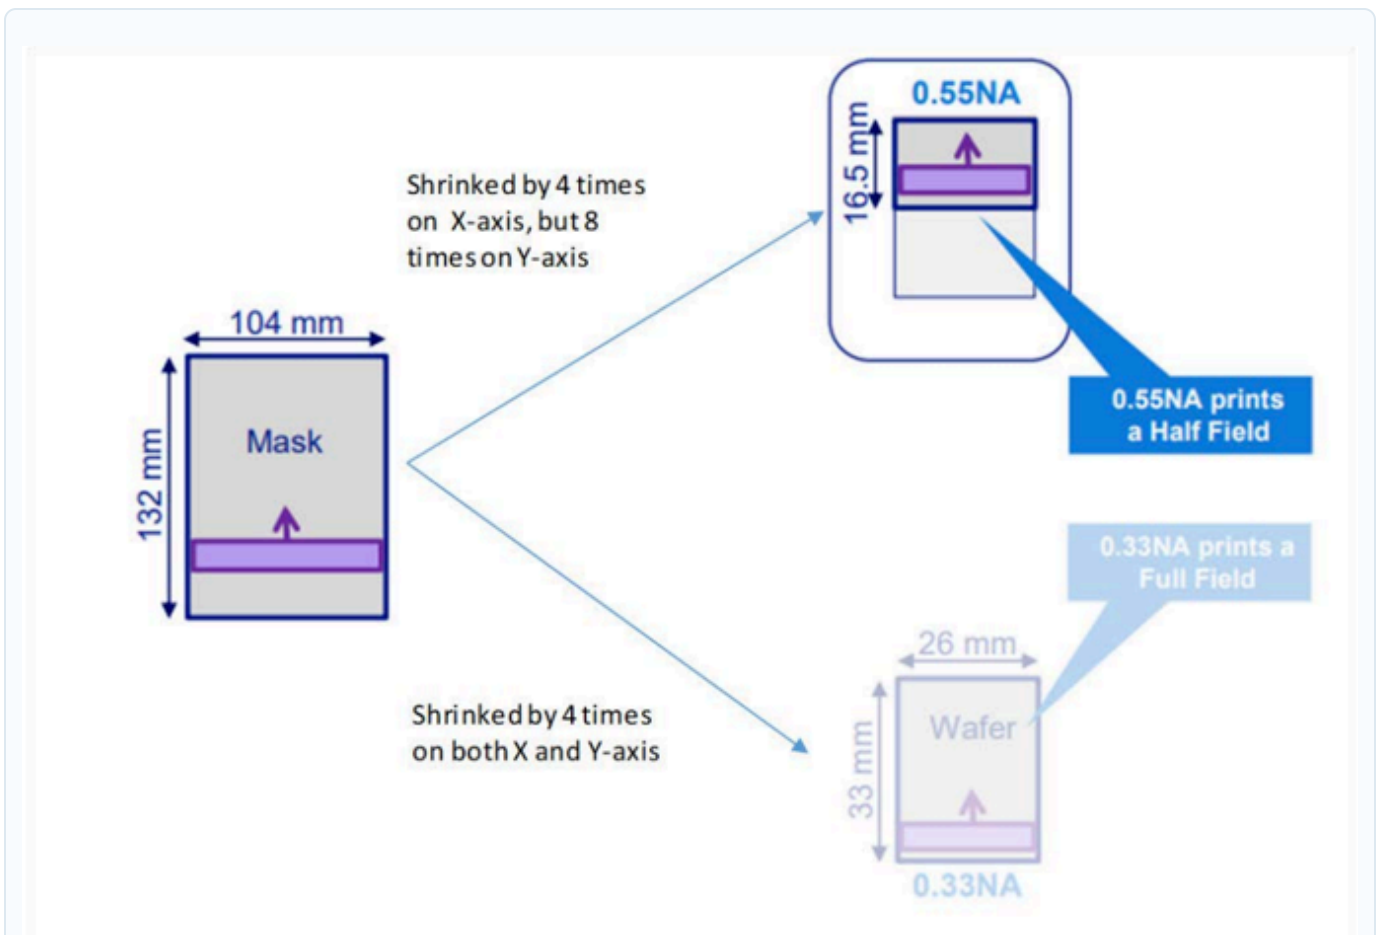 0.55NA
16.5 mm
Shrinked by 4 times
on X-axis, but 8
times on Y-axis
104 mm
132 mm
Mask
0.55NA prints
a Half Field
0.33NA prints a
Full Field
26 mm
33 mm
Wafer
Shrinked by 4 times
on both X and Y-axis
0.33NA